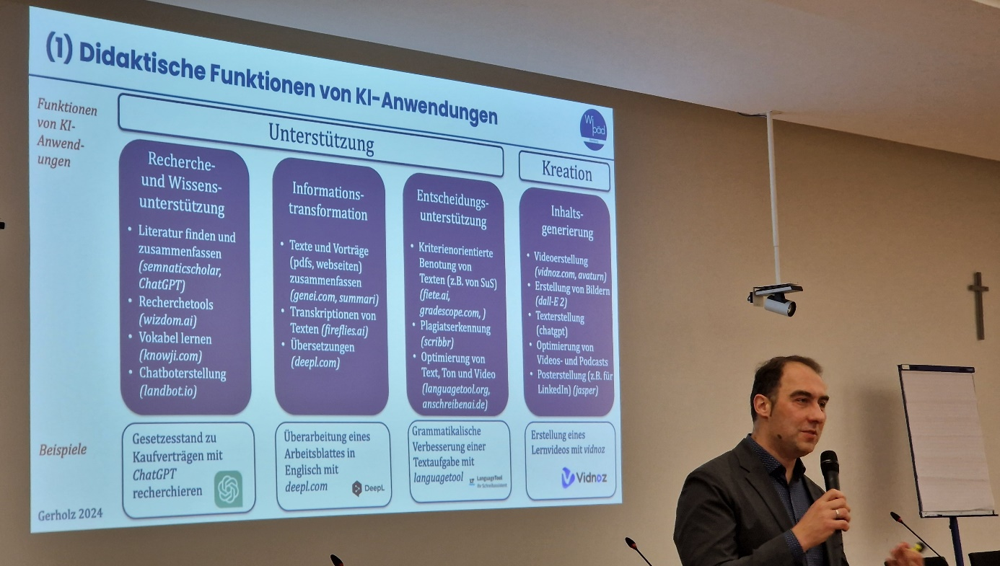 (1) Didaktische Funktionen von KI-Anwendungen
Funktionen
von KI-
Anwend-
ungen
Wi
päd
Unterstützung
Kreation
Recherche-
und Wissens-
unterstützung
• Literatur finden und
zusammenfassen
(semnaticscholar,
ChatGPT)
• Recherchetools
(wizdom.ai)
• Vokabel lernen
(knowji.com)
• Chatboterstellung
(landbot.io)
Informations-
transformation
• Texte und Vorträge
(pdfs, webseiten)
zusammenfassen
(genei.com, summari)
• Transkriptionen von
Texten (fireflies.ai)
• Übersetzungen
(deepl.com)
Entscheidungs-
unterstützung
• Kriterienorientierte
Benotung von
Texten (z.B. von SuS)
(fiete.ai,
gradescope.com, )
• Plagiatserkennung
(scribbr)
• Optimierung von
Text, Ton und Video
(languagetool.org,
anschreibenai.de)
Inhalts-
generierung
• Videoerstellung
(vidnoz.com, avaturn)
• Erstellung von Bildern
(dall-E 2)
• Texterstellung
(chatgpt)
• Optimierung von
Videos- und Podcasts
• Posterstellung (z.B. für
LinkedIn) (jasper)
Beispiele
Gesetzesstand zu
Kaufverträgen mit
ChatGPT
recherchieren
Überarbeitung eines
Arbeitsblattes in
Englisch mit
deepl.com
DeepL
Grammatikalische
Verbesserung einer
Textaufgabe mit
languagetool
LanguageTool
Ihr Schreibassistent
Erstellung eines
Lernvideos mit vidnoz
Vidnoz
Gerholz 2024